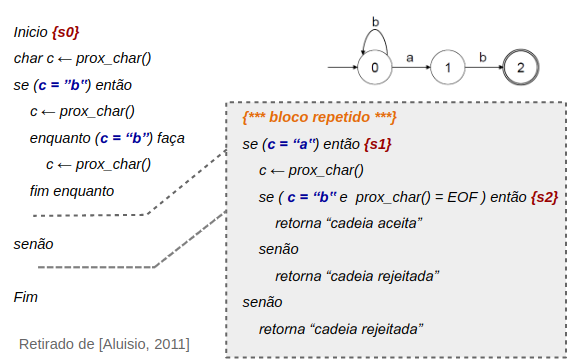 Inicio {s0}
char c ← prox_char()
se (c = ”b“) então
c ← prox_char()
enquanto (c = “b”) faça
c ← prox_char()
fim enquanto
senão
Fim
Retirado de [Aluisio, 2011]
b
0
a
1
b
2
{*** bloco repetido ***}
se (c = “a“) então {s1}
c ← prox_char()
se ( c = “b“ e prox_char() = EOF ) então {s2}
retorna “cadeia aceita”
senão
retorna “cadeia rejeitada”
senão
retorna “cadeia rejeitada”